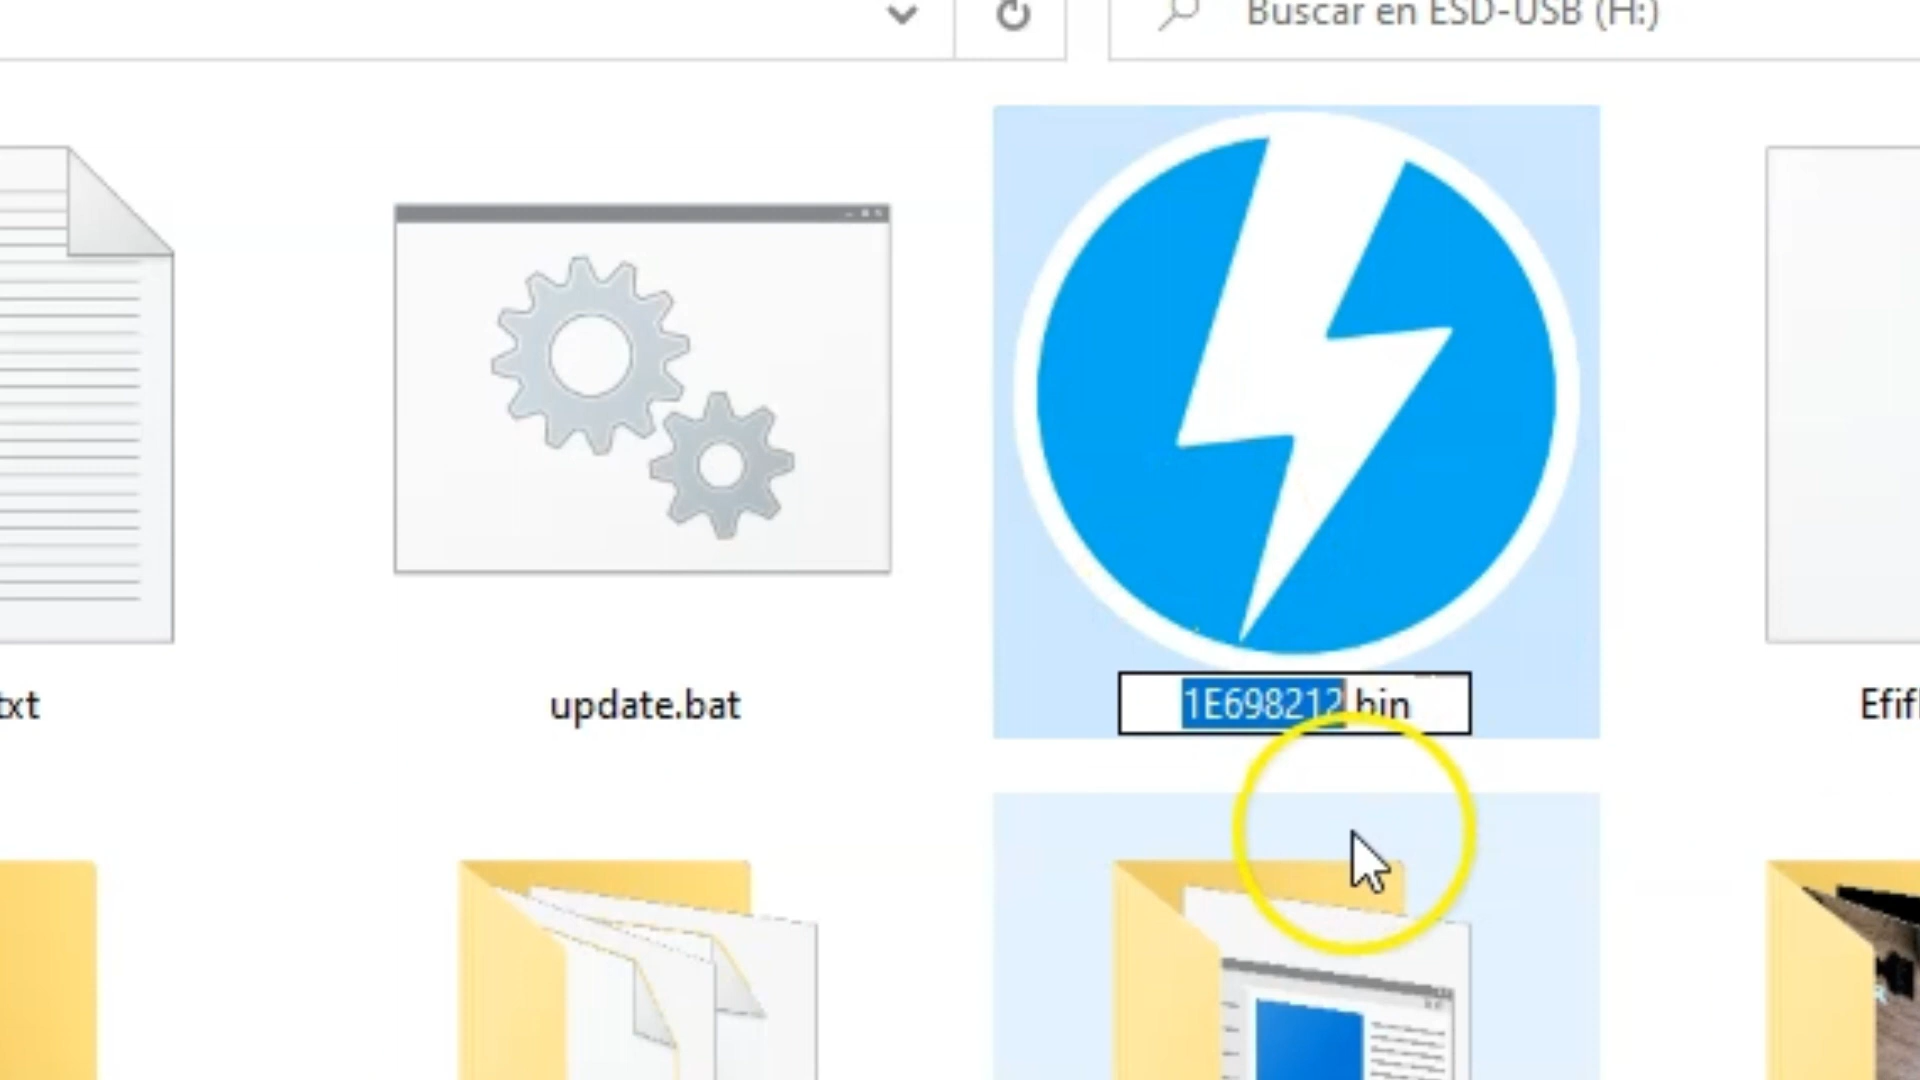 Buscar en ESD-USB (H:)
txt
update.bat
1E698212.bin
Efifl